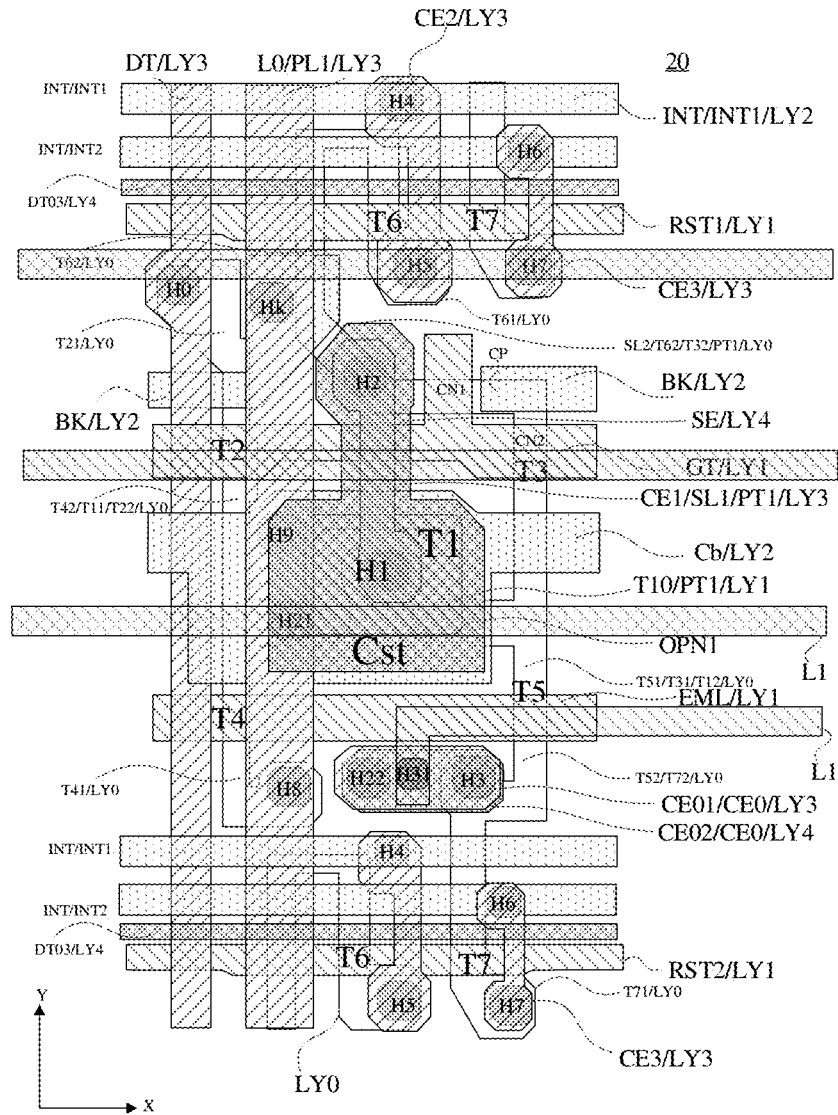 CE2/LY3
DT/LY3
L0/PL1/LY3
20
INT/INT1
H4
INT/INT1/LY2
INT/INT2
H6
DT03/LY4
T6
T7
RST1/LY1
T62/LY0
H0
H7
CE3/LY3
Hk
T61/LY0
T21/LY0
SL2/T62/T32/PT1/LY0
H2
CP
CN1
BK/LY2
BK/LY2
SE/LY4
T2
CN2
T3
GT/LY1
T42/T11/T22/LY0
CE1/SL1/PT1/LY3
H9
T1
Cb/LY2
H1
T10/PT1/LY1
H21
Cst
OPN1
L1
T51/T31/T12/LY0
T5
EML/LY1
T4
L1
T41/LY0
H8
H22
H31
H3
T52/T72/LY0
CE01/CE0/LY3
CE02/CE0/LY4
INT/INT1
H4
INT/INT2
H6
DT03/LY4
T6
T7
RST2/LY1
T71/LY0
H5
H7
Y
CE3/LY3
LY0
X